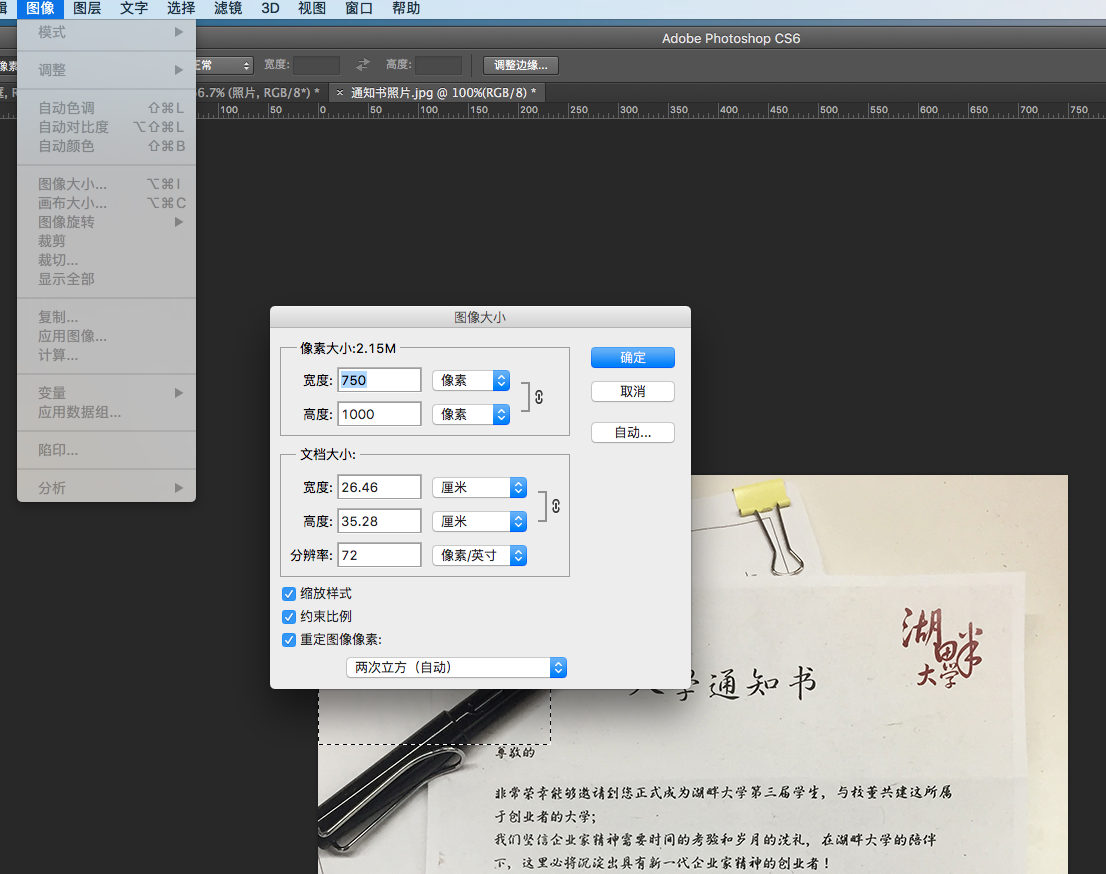 图像 图层 文字 选择 滤镜 3D 视图 窗口 帮助
Adobe Photoshop CS6
模式
调整
自动色调 ⇧⌘L
自动对比度 ⌥⇧⌘L
自动颜色 ⇧⌘B
图像大小... ⌥⌘I
画布大小... ⌥⌘C
图像旋转
裁剪
裁切...
显示全部
复制...
应用图像...
计算...
变量
应用数据组...
陷印...
分析
宽度: 高度: 调整边缘...
6.7% (照片, RGB/8*) * × 通知书照片.jpg @ 100%(RGB/8) *
100 50 0 50 100 150 200 250 300 350 400 450 500 550 600 650 700 750
图像大小
像素大小:2.15M
宽度: 750 像素
高度: 1000 像素
文档大小:
宽度: 26.46 厘米
高度: 35.28 厘米
分辨率: 72 像素/英寸
缩放样式
约束比例
重定图像像素:
两次立方（自动）
确定
取消
自动...
湖畔
大学
学通知书
尊敬的
非常荣幸能够邀请到您正式成为湖畔大学第三届学生，与校董共建这所属
于创业者的大学；
我们坚信企业家精神需要时间的考验和岁月的洗礼，在湖畔大学的陪伴
下，这里必将沉淀出具有新一代企业家精神的创业者！